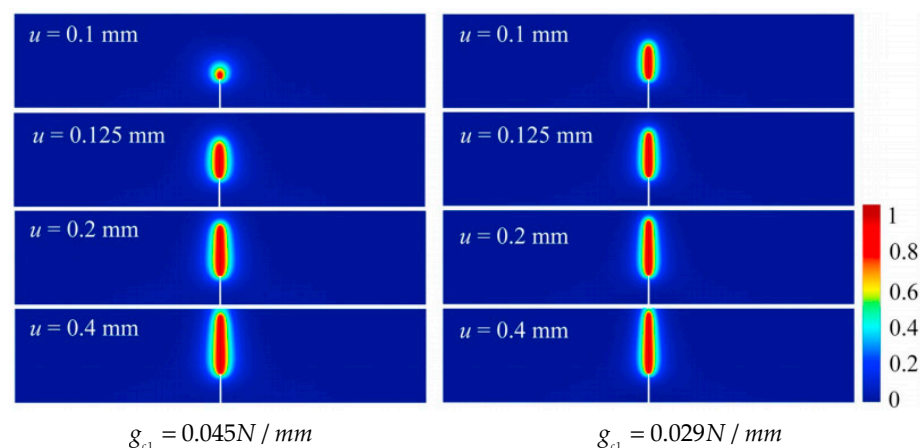 u = 0.1 mm
u = 0.125 mm
u = 0.2 mm
u = 0.4 mm
g_c1 = 0.045N / mm
u = 0.1 mm
u = 0.125 mm
u = 0.2 mm
u = 0.4 mm
g_c1 = 0.029N / mm
1
0.8
0.6
0.4
0.2
0